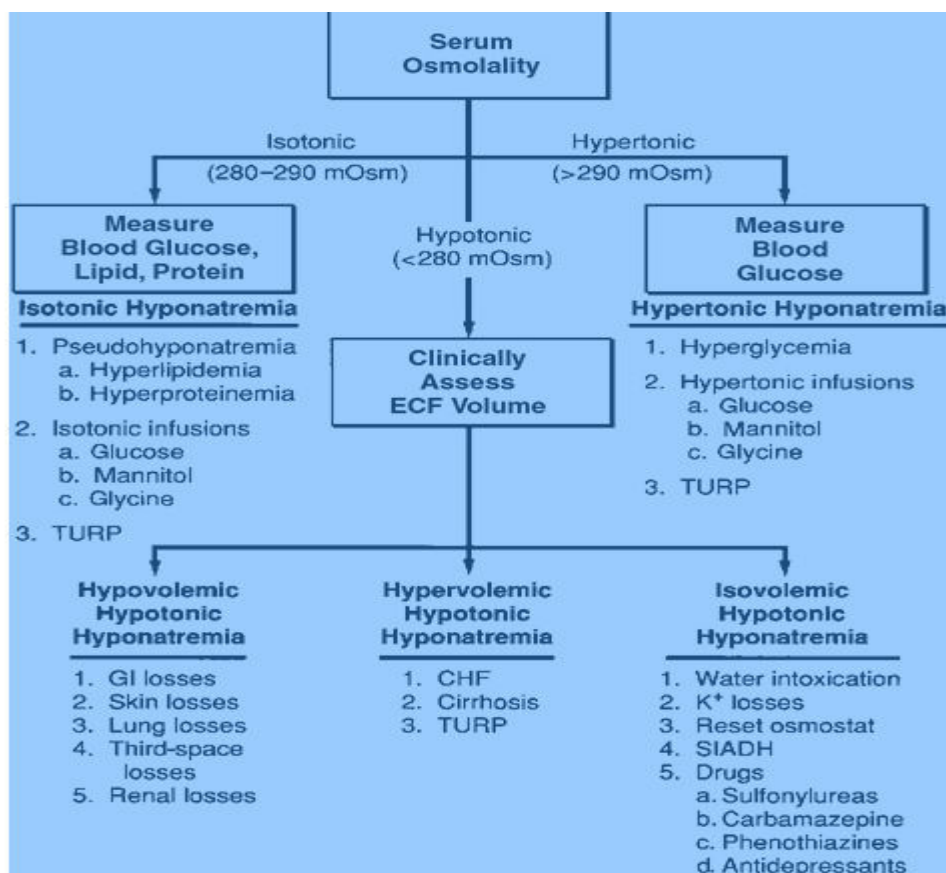 Serum
Osmolality
Isotonic
(280–290 mOsm)
Hypertonic
(>290 mOsm)
Hypotonic
(<280 mOsm)
Measure
Blood Glucose,
Lipid, Protein
Isotonic Hyponatremia
1. Pseudohyponatremia
a. Hyperlipidemia
b. Hyperproteinemia
2. Isotonic infusions
a. Glucose
b. Mannitol
c. Glycine
3. TURP
Clinically
Assess
ECF Volume
Measure
Blood
Glucose
Hypertonic Hyponatremia
1. Hyperglycemia
2. Hypertonic infusions
a. Glucose
b. Mannitol
c. Glycine
3. TURP
Hypovolemic
Hypotonic
Hyponatremia
1. GI losses
2. Skin losses
3. Lung losses
4. Third-space
losses
5. Renal losses
Hypervolemic
Hypotonic
Hyponatremia
1. CHF
2. Cirrhosis
3. TURP
Isovolemic
Hypotonic
Hyponatremia
1. Water intoxication
2. K⁺ losses
3. Reset osmostat
4. SIADH
5. Drugs
a. Sulfonylureas
b. Carbamazepine
c. Phenothiazines
d. Antidepressants